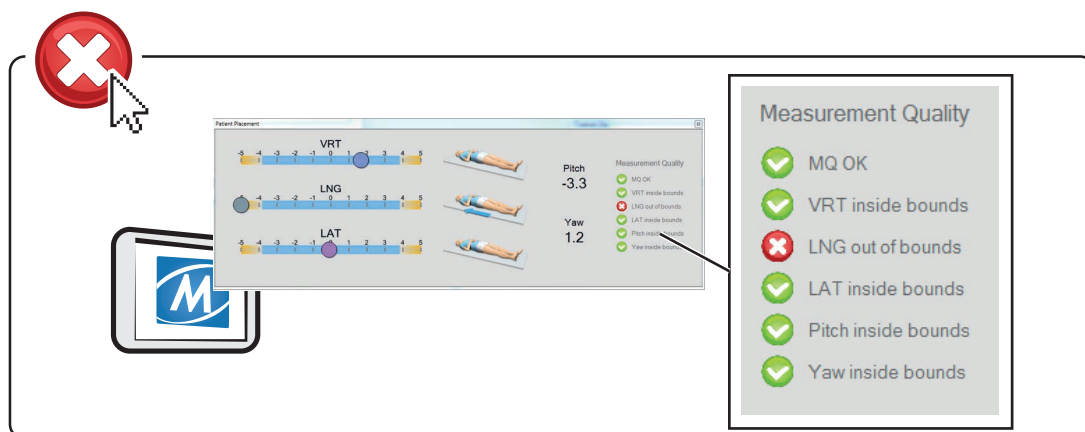 Patient Placement
VRT
-5 -4 -3 -2 -1 0 1 2 3 4 5
LNG
-4 -3 -2 -1 0 1 2 3 4 5
LAT
-5 -4 -3 -2 -1 0 1 2 3 4 5
Pitch
-3.3
Yaw
1.2
Measurement Quality
MQ OK
VRT inside bounds
LNG out of bounds
LAT inside bounds
Pitch inside bounds
Yaw inside bounds
M
Measurement Quality
MQ OK
VRT inside bounds
LNG out of bounds
LAT inside bounds
Pitch inside bounds
Yaw inside bounds